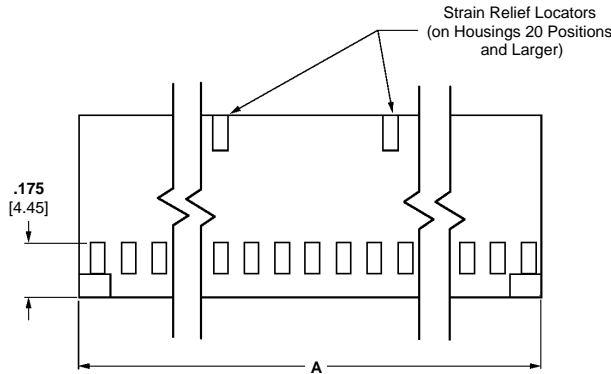 Strain Relief Locators
(on Housings 20 Positions
and Larger)
.175
[4.45]
A